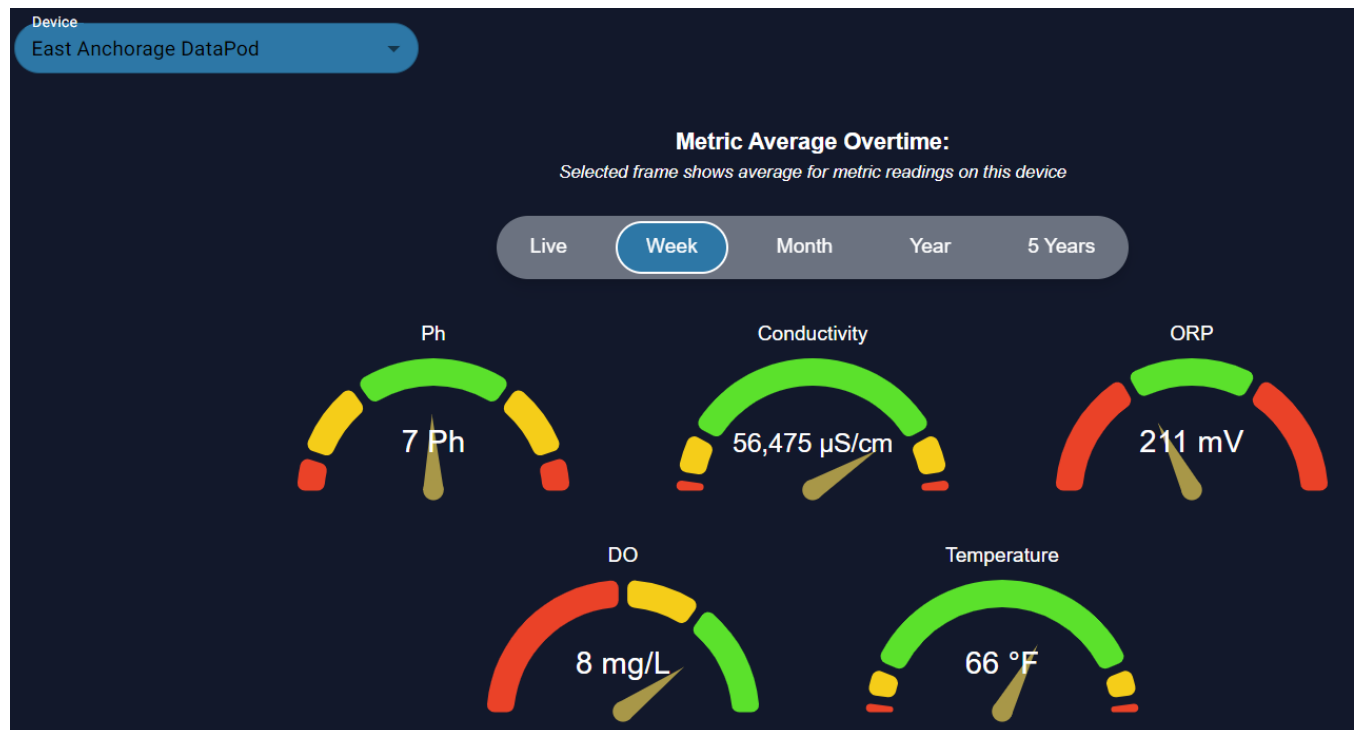 Device
East Anchorage DataPod
Metric Average Overtime:
Selected frame shows average for metric readings on this device
Live Week Month Year 5 Years
Ph Conductivity ORP
7 Ph 56,475 µS/cm 211 mV
DO Temperature
8 mg/L 66 °F